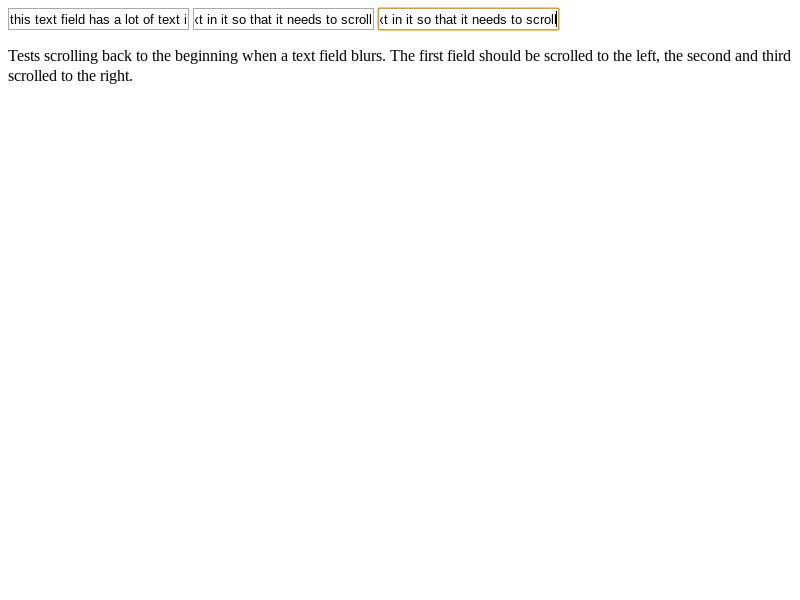 this text field has a lot of text i xt in it so that it needs to scroll xt in it so that it needs to scroll
Tests scrolling back to the beginning when a text field blurs. The first field should be scrolled to the left, the second and third
scrolled to the right.